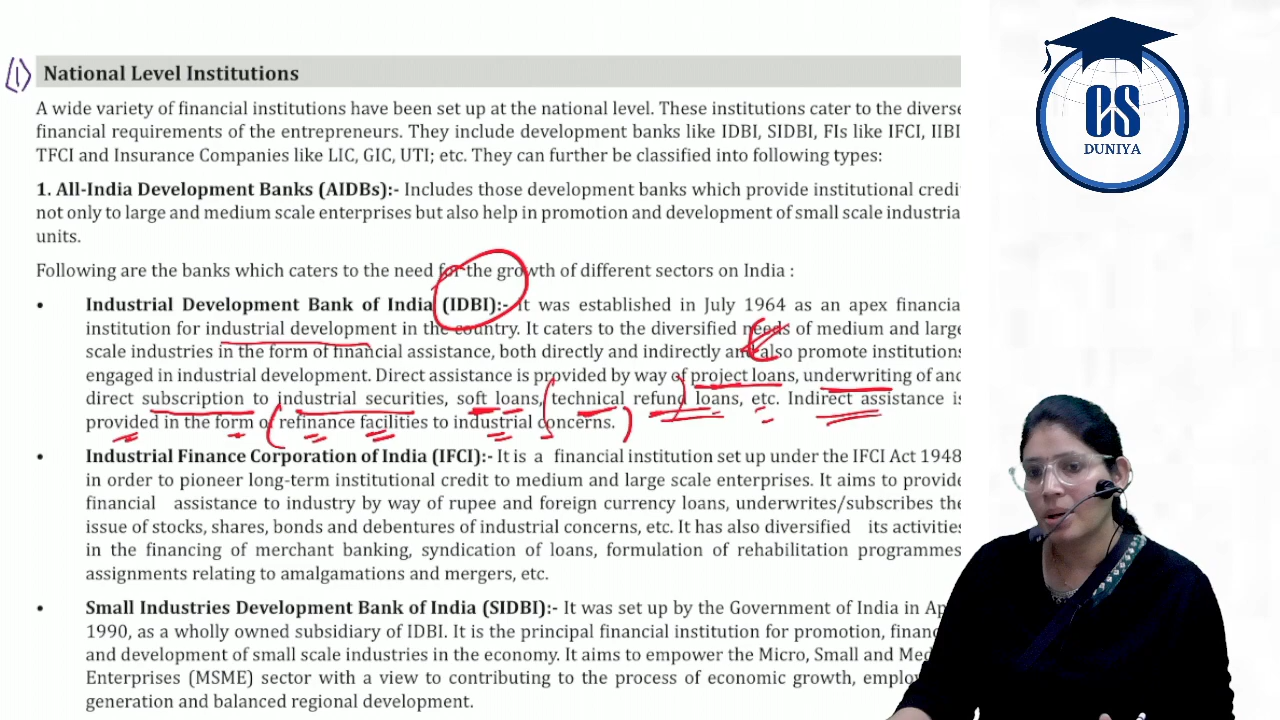 (1) National Level Institutions
A wide variety of financial institutions have been set up at the national level. These institutions cater to the diverse
financial requirements of the entrepreneurs. They include development banks like IDBI, SIDBI, FIs like IFCI, IIBI
TFCI and Insurance Companies like LIC, GIC, UTI; etc. They can further be classified into following types:
1. All-India Development Banks (AIDBs):- Includes those development banks which provide institutional credi
not only to large and medium scale enterprises but also help in promotion and development of small scale industria
units.
Following are the banks which caters to the need for the growth of different sectors on India :
• Industrial Development Bank of India (IDBI):- It was established in July 1964 as an apex financia
institution for industrial development in the country. It caters to the diversified needs of medium and large
scale industries in the form of financial assistance, both directly and indirectly and also promote institutions
engaged in industrial development. Direct assistance is provided by way of project loans, underwriting of and
direct subscription to industrial securities, soft loans, technical refund loans, etc. Indirect assistance is
provided in the form of refinance facilities to industrial concerns.
• Industrial Finance Corporation of India (IFCI):- It is a financial institution set up under the IFCI Act 1948
in order to pioneer long-term institutional credit to medium and large scale enterprises. It aims to provide
financial assistance to industry by way of rupee and foreign currency loans, underwrites/subscribes the
issue of stocks, shares, bonds and debentures of industrial concerns, etc. It has also diversified its activities
in the financing of merchant banking, syndication of loans, formulation of rehabilitation programmes
assignments relating to amalgamations and mergers, etc.
• Small Industries Development Bank of India (SIDBI):- It was set up by the Government of India in Ap
1990, as a wholly owned subsidiary of IDBI. It is the principal financial institution for promotion, financ
and development of small scale industries in the economy. It aims to empower the Micro, Small and Med
Enterprises (MSME) sector with a view to contributing to the process of economic growth, emplo
generation and balanced regional development.
CS
DUNIYA